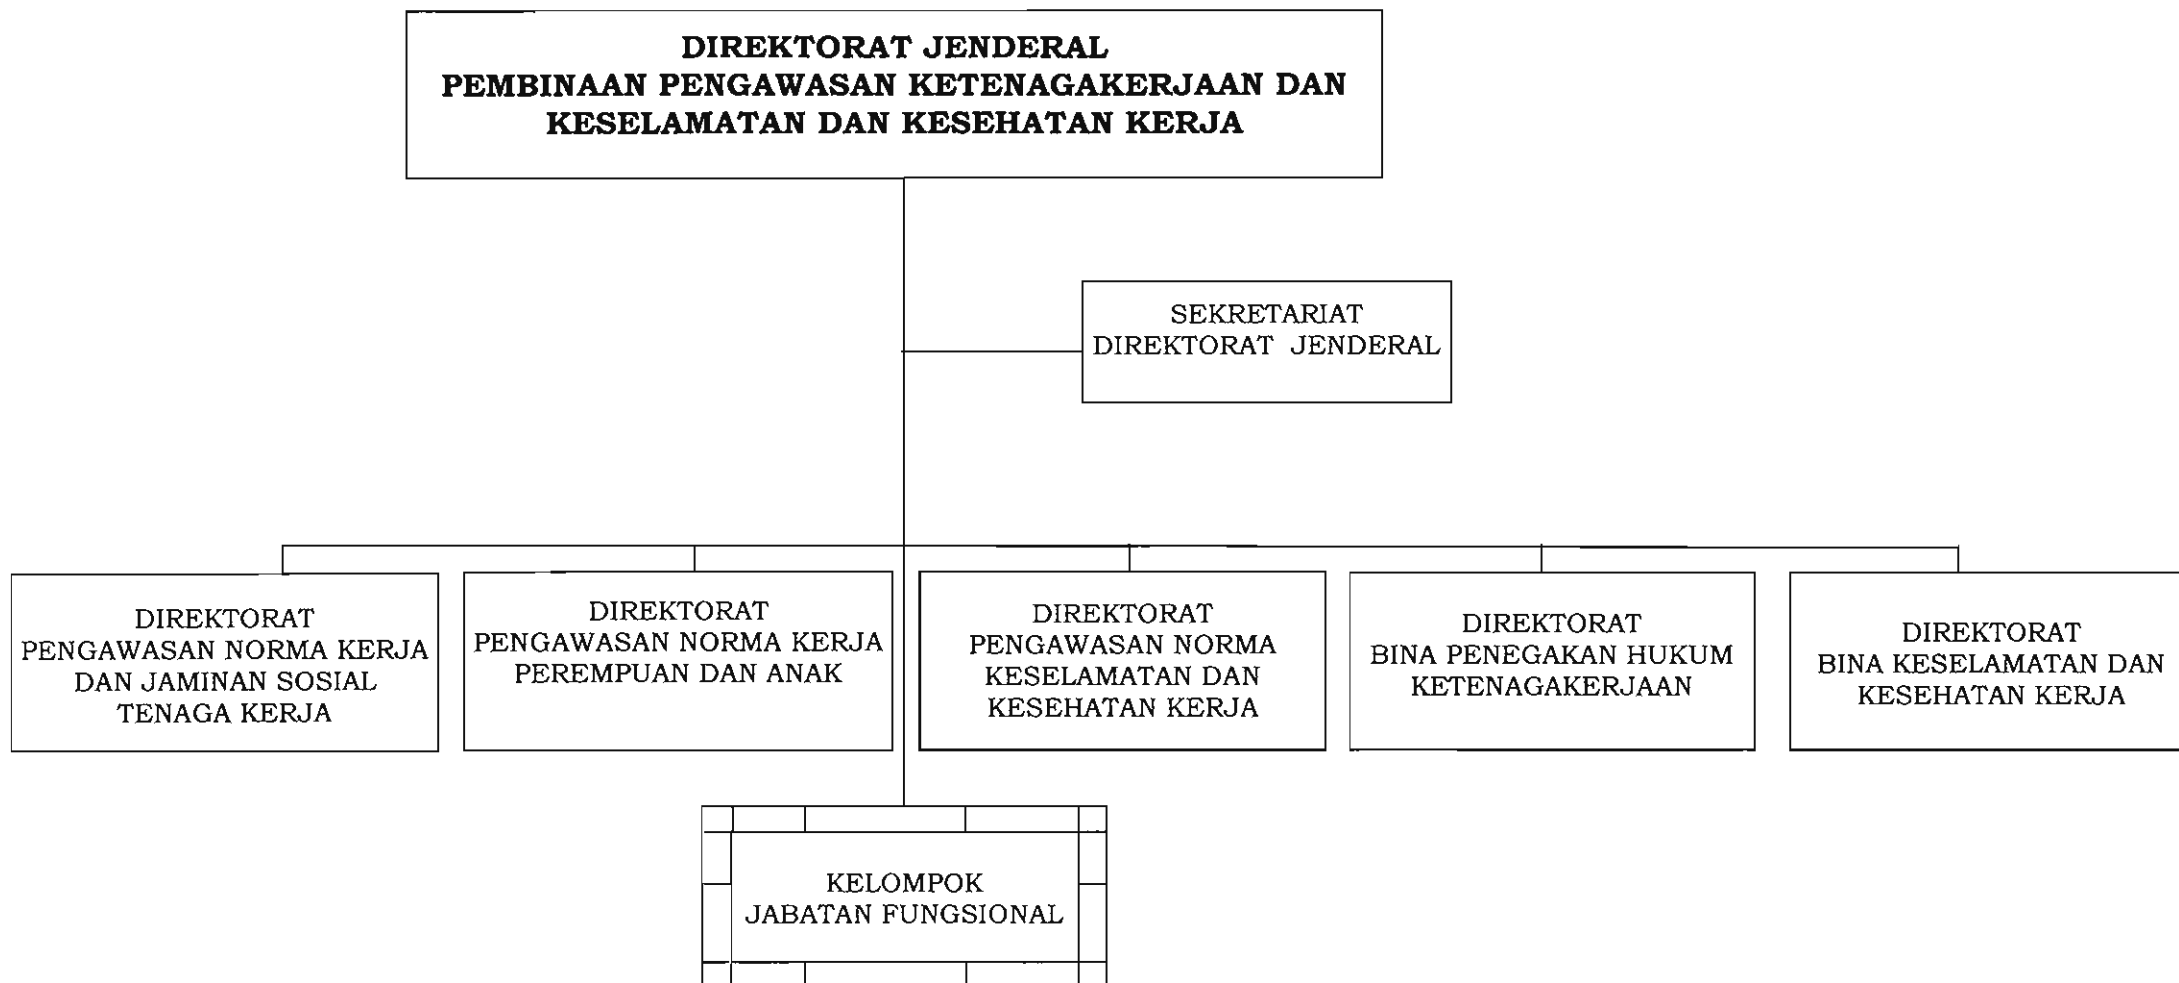 DIREKTORAT JENDERAL
PEMBINAAN PENGAWASAN KETENAGAKERJAAN DAN
KESELAMATAN DAN KESEHATAN KERJA
SEKRETARIAT
DIREKTORAT JENDERAL
DIREKTORAT
PENGAWASAN NORMA KERJA
DAN JAMINAN SOSIAL
TENAGA KERJA
DIREKTORAT
PENGAWASAN NORMA KERJA
PEREMPUAN DAN ANAK
DIREKTORAT
PENGAWASAN NORMA
KESELAMATAN DAN
KESEHATAN KERJA
DIREKTORAT
BINA PENEGAKAN HUKUM
KETENAGAKERJAAN
DIREKTORAT
BINA KESELAMATAN DAN
KESEHATAN KERJA
KELOMPOK
JABATAN FUNGSIONAL